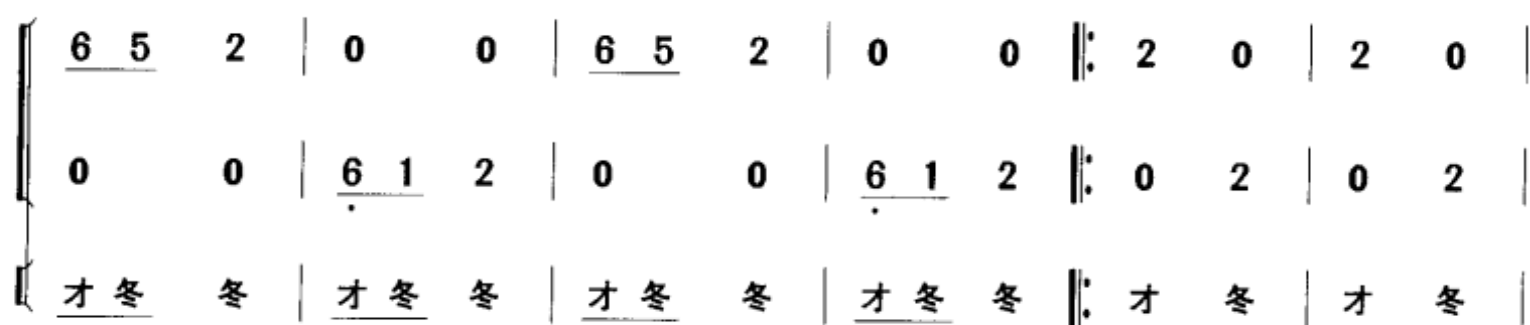 6 5 2 | 0 0 | 6 5 2 | 0 0 ‖: 2 0 | 2 0 |
0 0 | 6̣ 1 2 | 0 0 | 6̣ 1 2 ‖: 0 2 | 0 2 |
才冬 冬 | 才冬 冬 | 才冬 冬 | 才冬 冬 ‖: 才 冬 | 才 冬 |